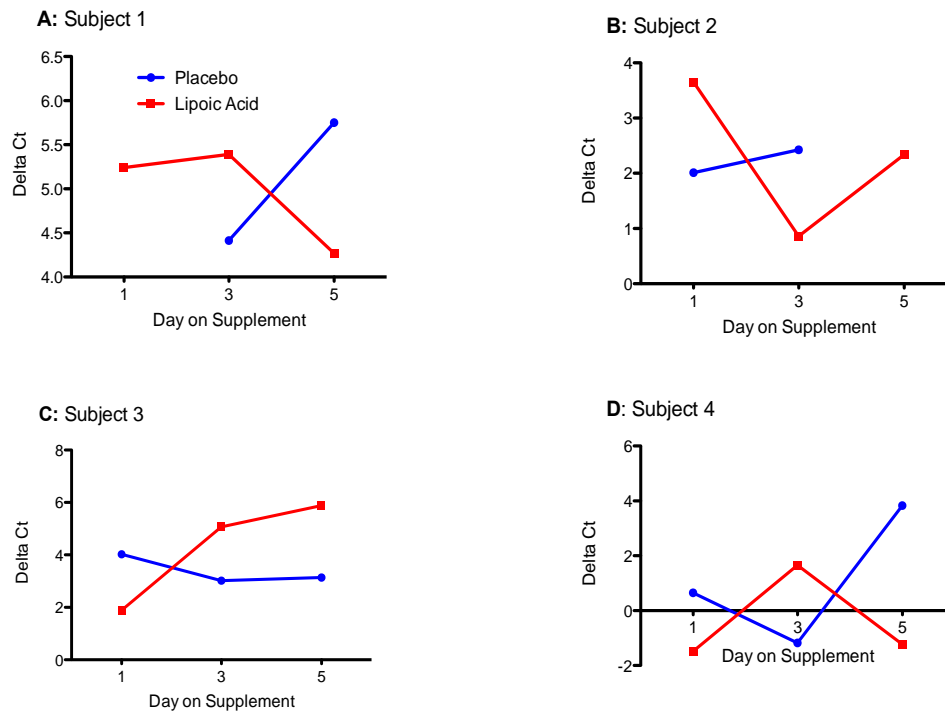 A: Subject 1
6.5
6.0
5.5
5.0
4.5
4.0
Delta Ct
Placebo
Lipoic Acid
1 3 5
Day on Supplement
B: Subject 2
4
3
2
1
0
Delta Ct
1 3 5
Day on Supplement
C: Subject 3
8
6
4
2
0
Delta Ct
1 3 5
Day on Supplement
D: Subject 4
6
4
2
0
-2
Delta Ct
1 3 5
Day on Supplement